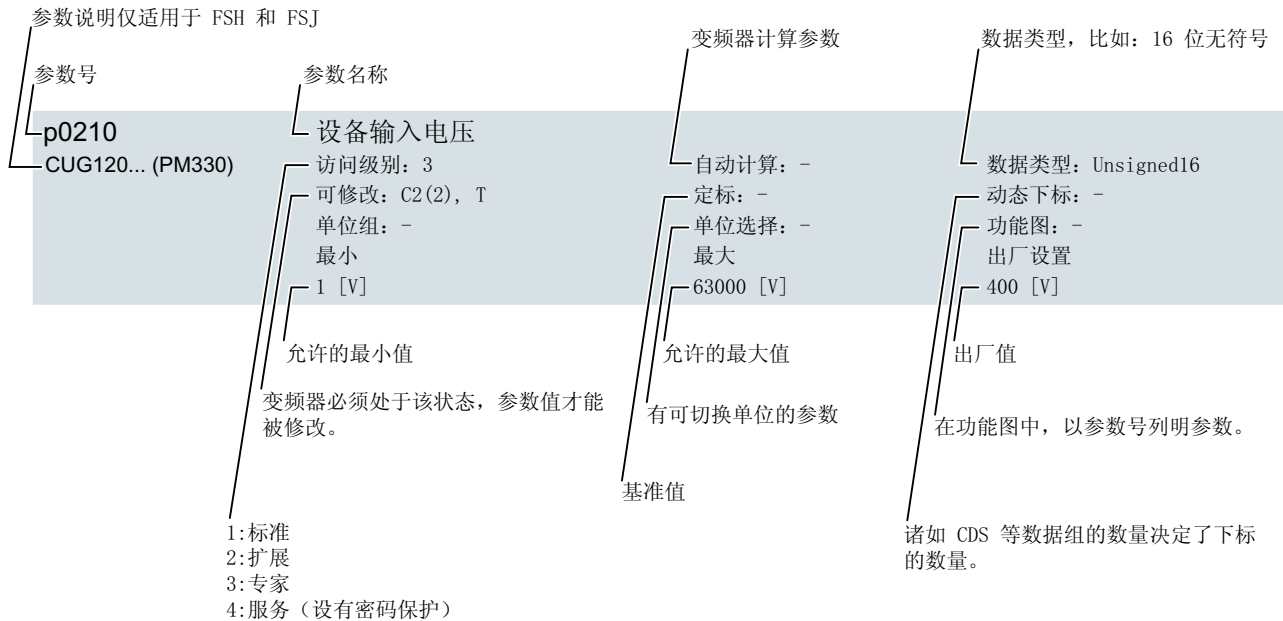 参数说明仅适用于 FSH 和 FSJ
变频器计算参数
数据类型，比如：16 位无符号
参数号
参数名称
p0210
设备输入电压
CUG120... (PM330)
访问级别：3
自动计算：-
数据类型：Unsigned16
可修改：C2(2), T
定标：-
动态下标：-
单位组：-
单位选择：-
功能图：-
最小
最大
出厂设置
1 [V]
63000 [V]
400 [V]
允许的最小值
允许的最大值
出厂值
变频器必须处于该状态，参数值才能
被修改。
有可切换单位的参数
在功能图中，以参数号列明参数。
基准值
1:标准
2:扩展
3:专家
4:服务（设有密码保护）
诸如 CDS 等数据组的数量决定了下标
的数量。